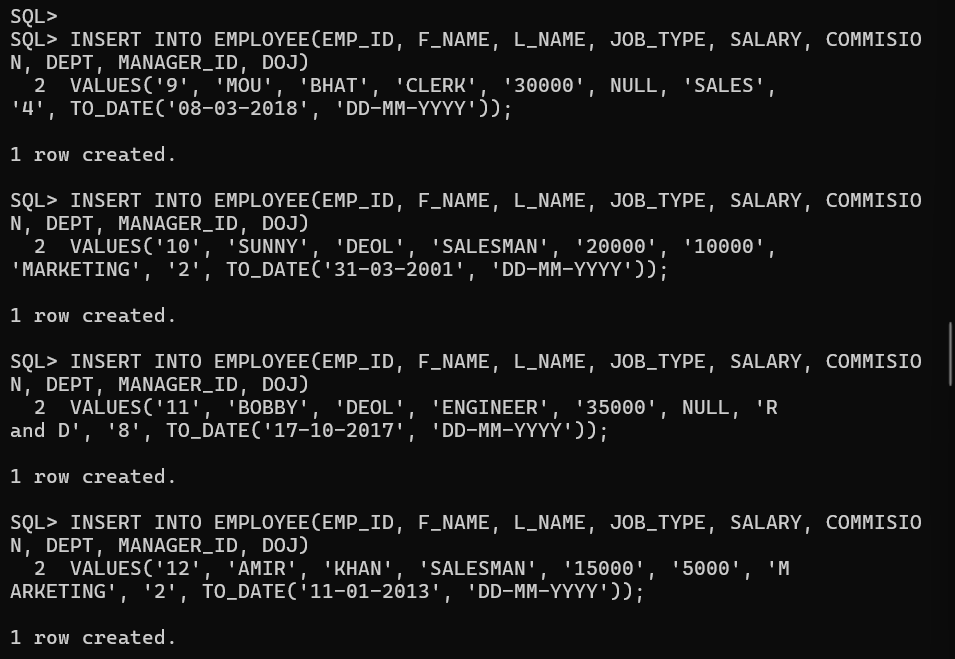 SQL>
SQL> INSERT INTO EMPLOYEE(EMP_ID, F_NAME, L_NAME, JOB_TYPE, SALARY, COMMISIO
N, DEPT, MANAGER_ID, DOJ)
  2  VALUES('9', 'MOU', 'BHAT', 'CLERK', '30000', NULL, 'SALES',
'4', TO_DATE('08-03-2018', 'DD-MM-YYYY'));
1 row created.
SQL> INSERT INTO EMPLOYEE(EMP_ID, F_NAME, L_NAME, JOB_TYPE, SALARY, COMMISIO
N, DEPT, MANAGER_ID, DOJ)
  2  VALUES('10', 'SUNNY', 'DEOL', 'SALESMAN', '20000', '10000',
'MARKETING', '2', TO_DATE('31-03-2001', 'DD-MM-YYYY'));
1 row created.
SQL> INSERT INTO EMPLOYEE(EMP_ID, F_NAME, L_NAME, JOB_TYPE, SALARY, COMMISIO
N, DEPT, MANAGER_ID, DOJ)
  2  VALUES('11', 'BOBBY', 'DEOL', 'ENGINEER', '35000', NULL, 'R
and D', '8', TO_DATE('17-10-2017', 'DD-MM-YYYY'));
1 row created.
SQL> INSERT INTO EMPLOYEE(EMP_ID, F_NAME, L_NAME, JOB_TYPE, SALARY, COMMISIO
N, DEPT, MANAGER_ID, DOJ)
  2  VALUES('12', 'AMIR', 'KHAN', 'SALESMAN', '15000', '5000', 'M
ARKETING', '2', TO_DATE('11-01-2013', 'DD-MM-YYYY'));
1 row created.